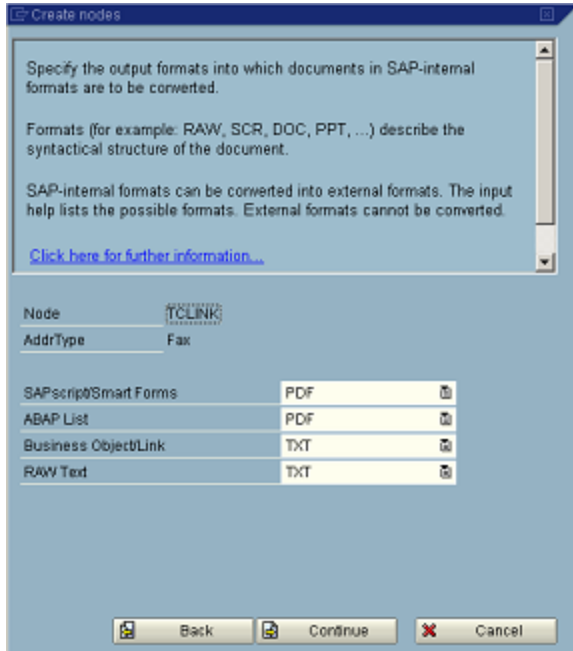 Create nodes
Specify the output formats into which documents in SAP-internal
formats are to be converted.
Formats (for example: RAW, SCR, DOC, PPT, ...) describe the
syntactical structure of the document.
SAP-internal formats can be converted into external formats. The input
help lists the possible formats. External formats cannot be converted.
Click here for further information...
Node TCLINK
AddrType Fax
SAPscript/Smart Forms PDF
ABAP List PDF
Business Object/Link TXT
RAW Text TXT
Back Continue Cancel